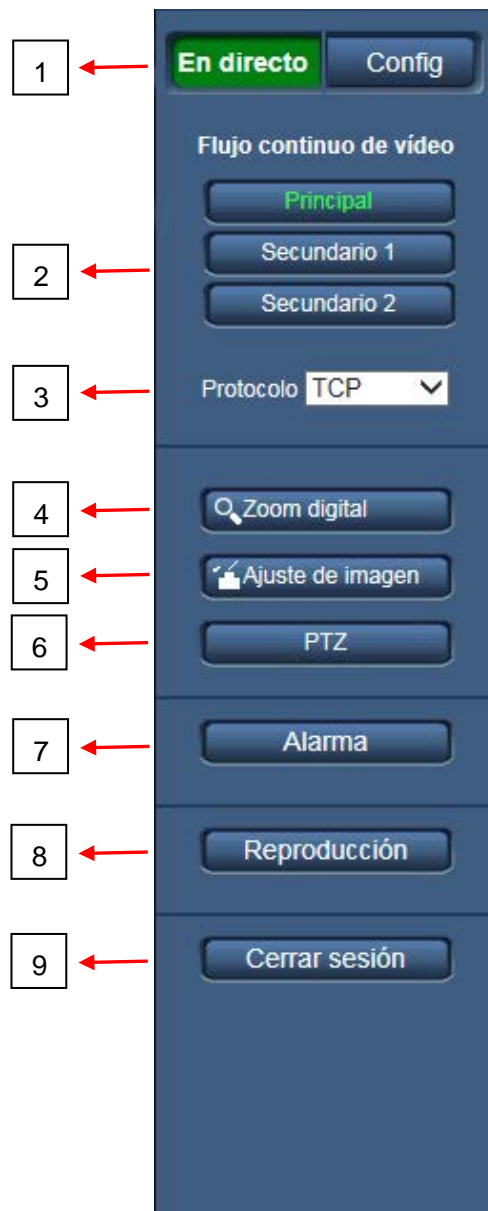 1 En directo Config
Flujo continuo de vídeo
Principal
2 Secundario 1
Secundario 2
3 Protocolo TCP
4 Zoom digital
5 Ajuste de imagen
6 PTZ
7 Alarma
8 Reproducción
9 Cerrar sesión